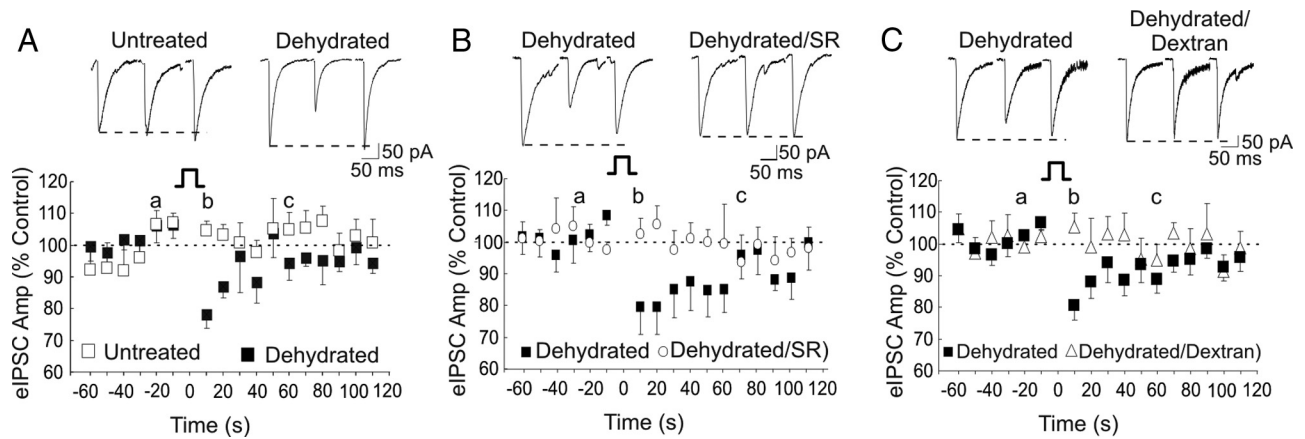 A
Untreated
Dehydrated
50 pA
50 ms
a
b
c
120
110
100
90
80
70
60
eIPSC Amp (% Control)
Untreated
Dehydrated
-60 -40 -20 0 20 40 60 80 100 120
Time (s)
B
Dehydrated
Dehydrated/SR
50 pA
50 ms
a
b
c
120
110
100
90
80
70
60
eIPSC Amp (% Control)
Dehydrated
Dehydrated/SR)
-60 -40 -20 0 20 40 60 80 100 120
Time (s)
C
Dehydrated
Dehydrated/
Dextran
50 pA
50 ms
a
b
c
120
110
100
90
80
70
60
eIPSC Amp (% Control)
Dehydrated
Dehydrated/Dextran)
-60 -40 -20 0 20 40 60 80 100 120
Time (s)